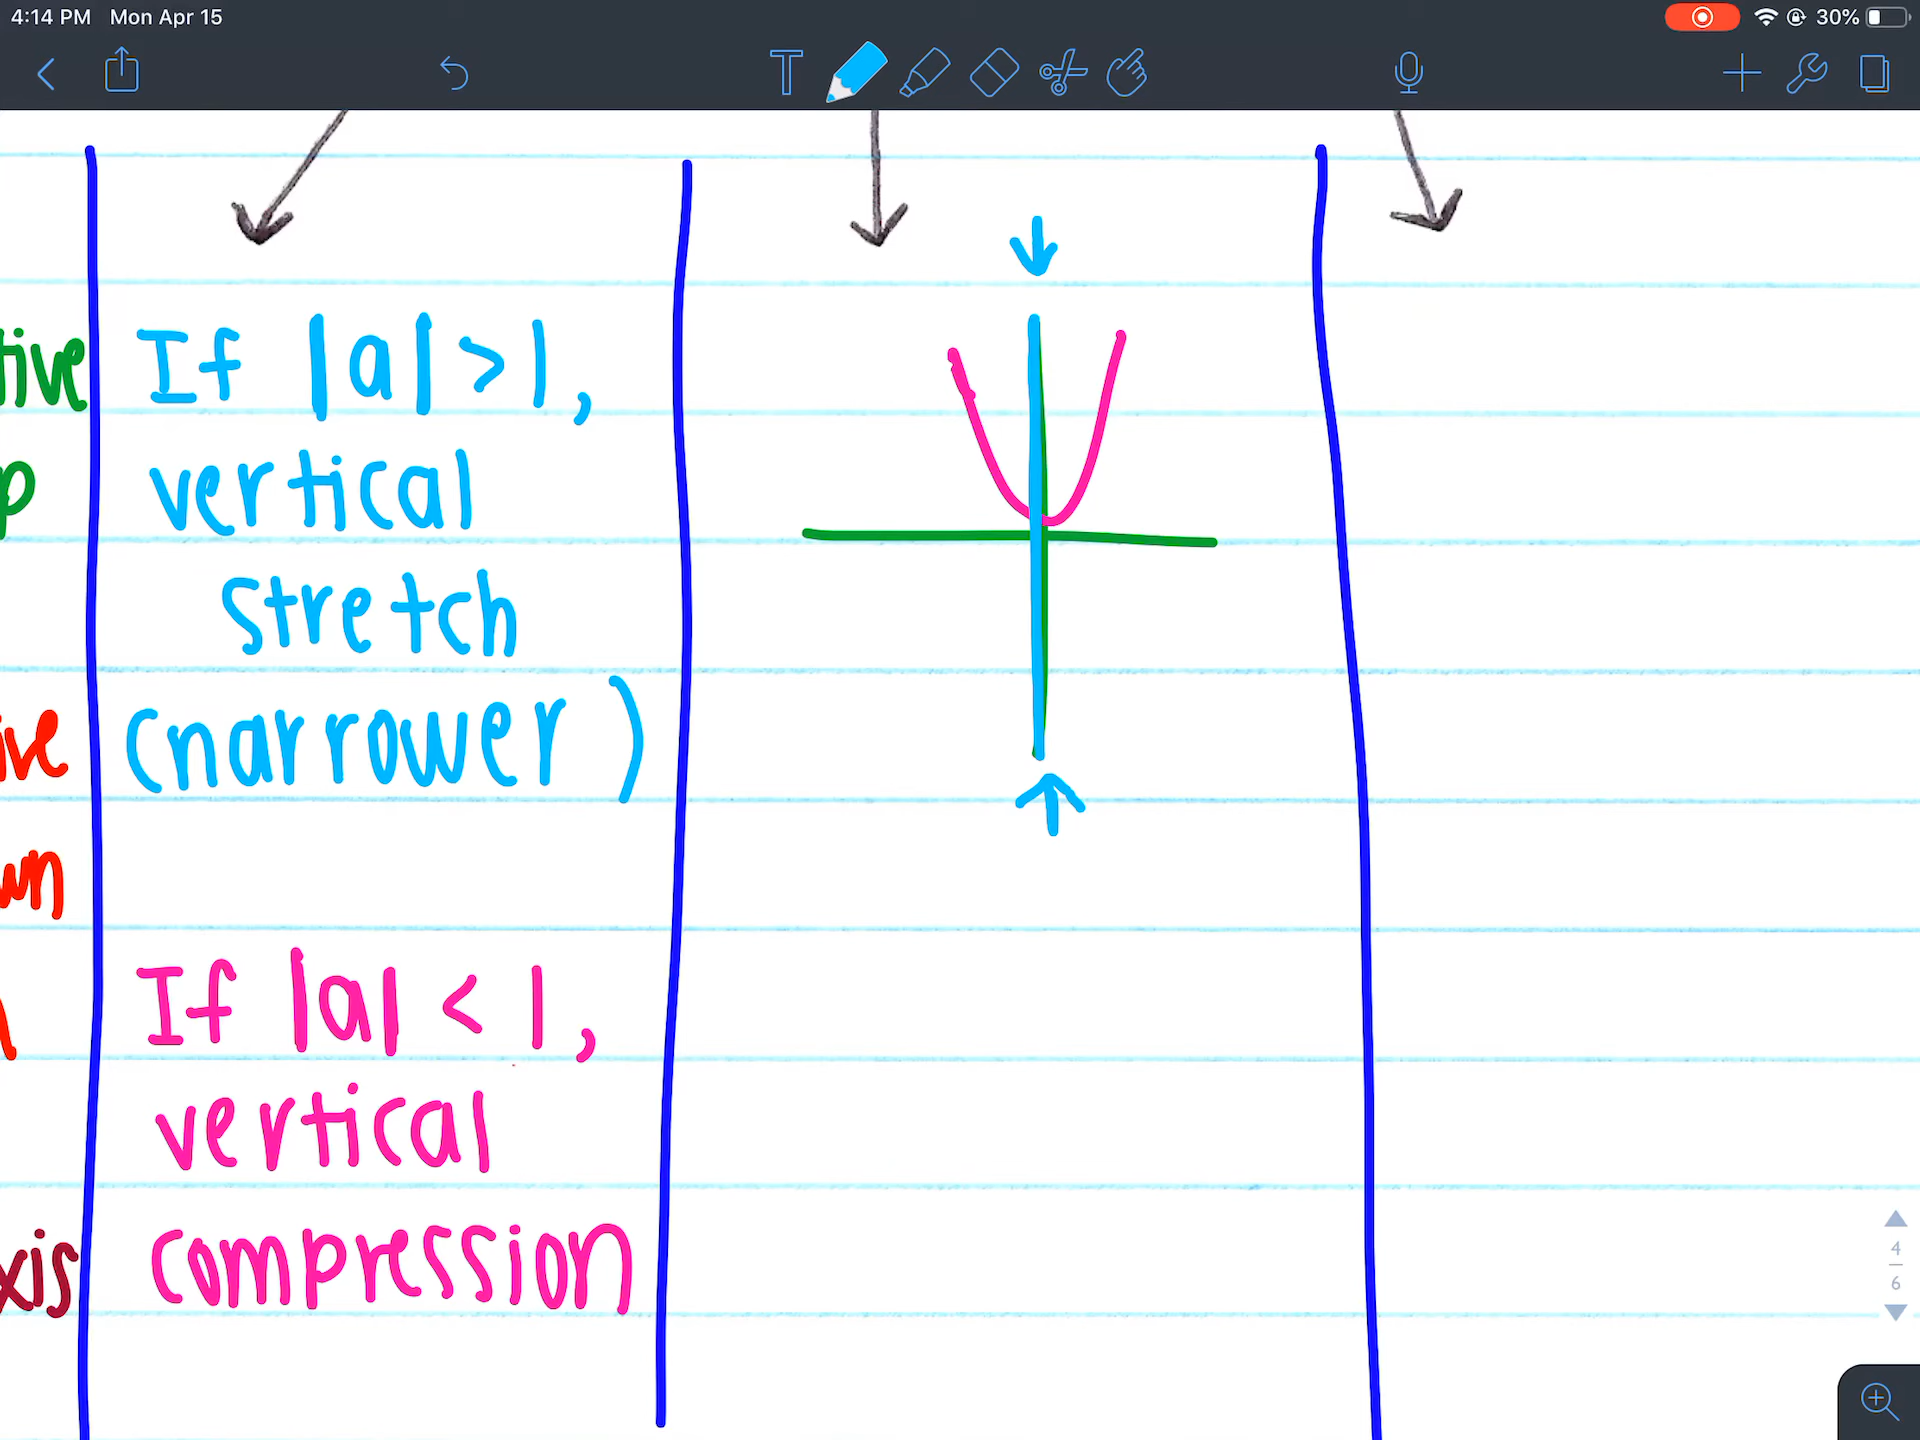 4:14 PM Mon Apr 15
30%
T
If |a| > 1,
vertical
stretch
(narrower)
If |a| < 1,
vertical
compression
4
6